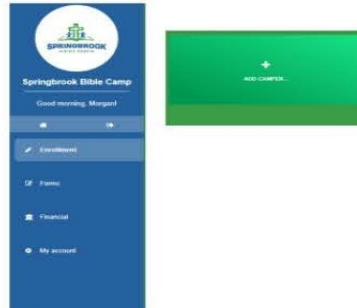 SPRINGBROOK
Springbrook Bible Camp
Good morning, Morgan!
Enrollment
Forms
Financial
My account
ADD CAMPER...